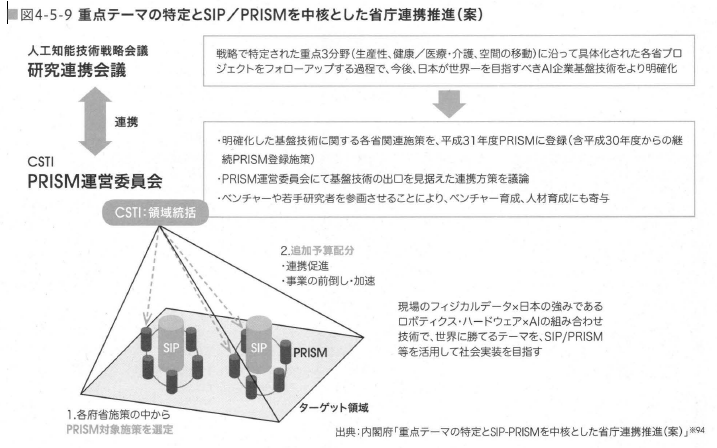 ■図4-5-9 重点テーマの特定とSIP/PRISMを中核とした省庁連携推進(案)
人工知能技術戦略会議
研究連携会議
連携
CSTI
PRISM運営委員会
戦略で特定された重点3分野(生産性、健康/医療・介護、空間の移動)に沿って具体化された各省プロ
ジェクトをフォローアップする過程で、今後、日本が世界一を目指すべきAI企業基盤技術をより明確化
・明確化した基盤技術に関する各省関連施策を、平成31年度PRISMに登録(含平成30年度からの継
続PRISM登録施策)
・PRISM運営委員会にて基盤技術の出口を見据えた連携方策を議論
・ベンチャーや若手研究者を参画させることにより、ベンチャー育成、人材育成にも寄与
CSTI:領域統括
2.追加予算配分
・連携促進
・事業の前倒し・加速
SIP
SIP
PRISM
ターゲット領域
1.各府省施策の中から
PRISM対象施策を選定
現場のフィジカルデータ×日本の強みである
ロボティクス・ハードウェア×AIの組み合わせ
技術で、世界に勝てるテーマを、SIP/PRISM
等を活用して社会実装を目指す
出典:内閣府「重点テーマの特定とSIP-PRISMを中核とした省庁連携推進(案)」※94